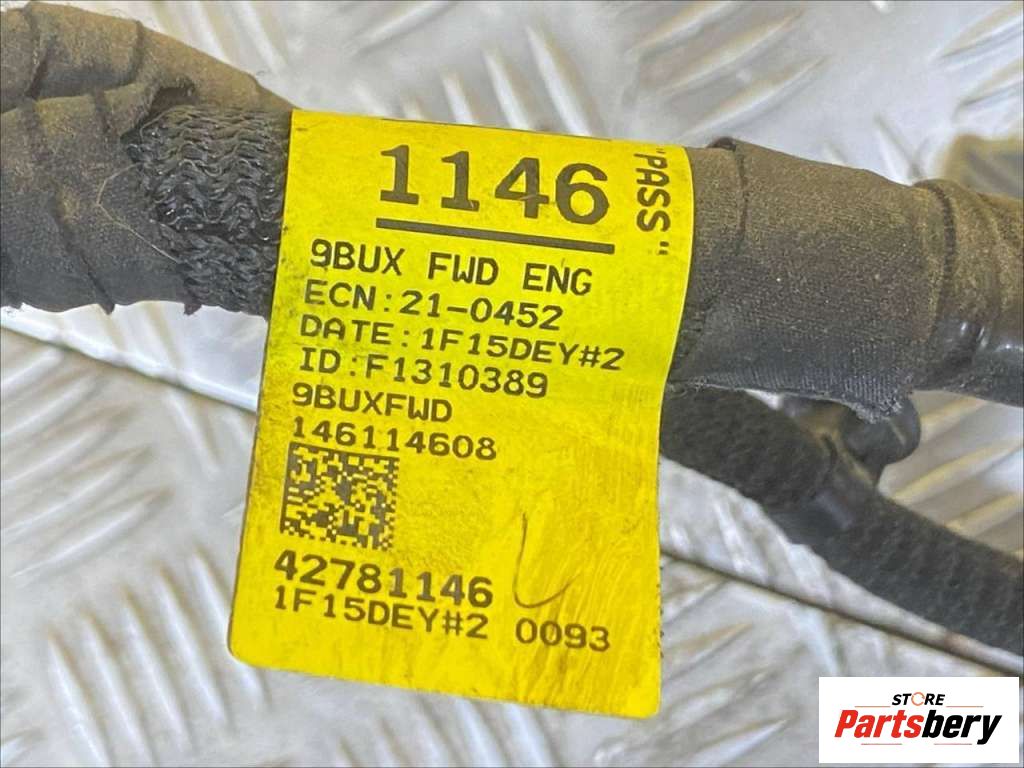 1146
"PASS"
9BUX FWD ENG
ECN:21-0452
DATE:1F15DEY#2
ID:F1310389
9BUXFWD
146114608
42781146
1F15DEY#2 0093
STORE
Partsbery